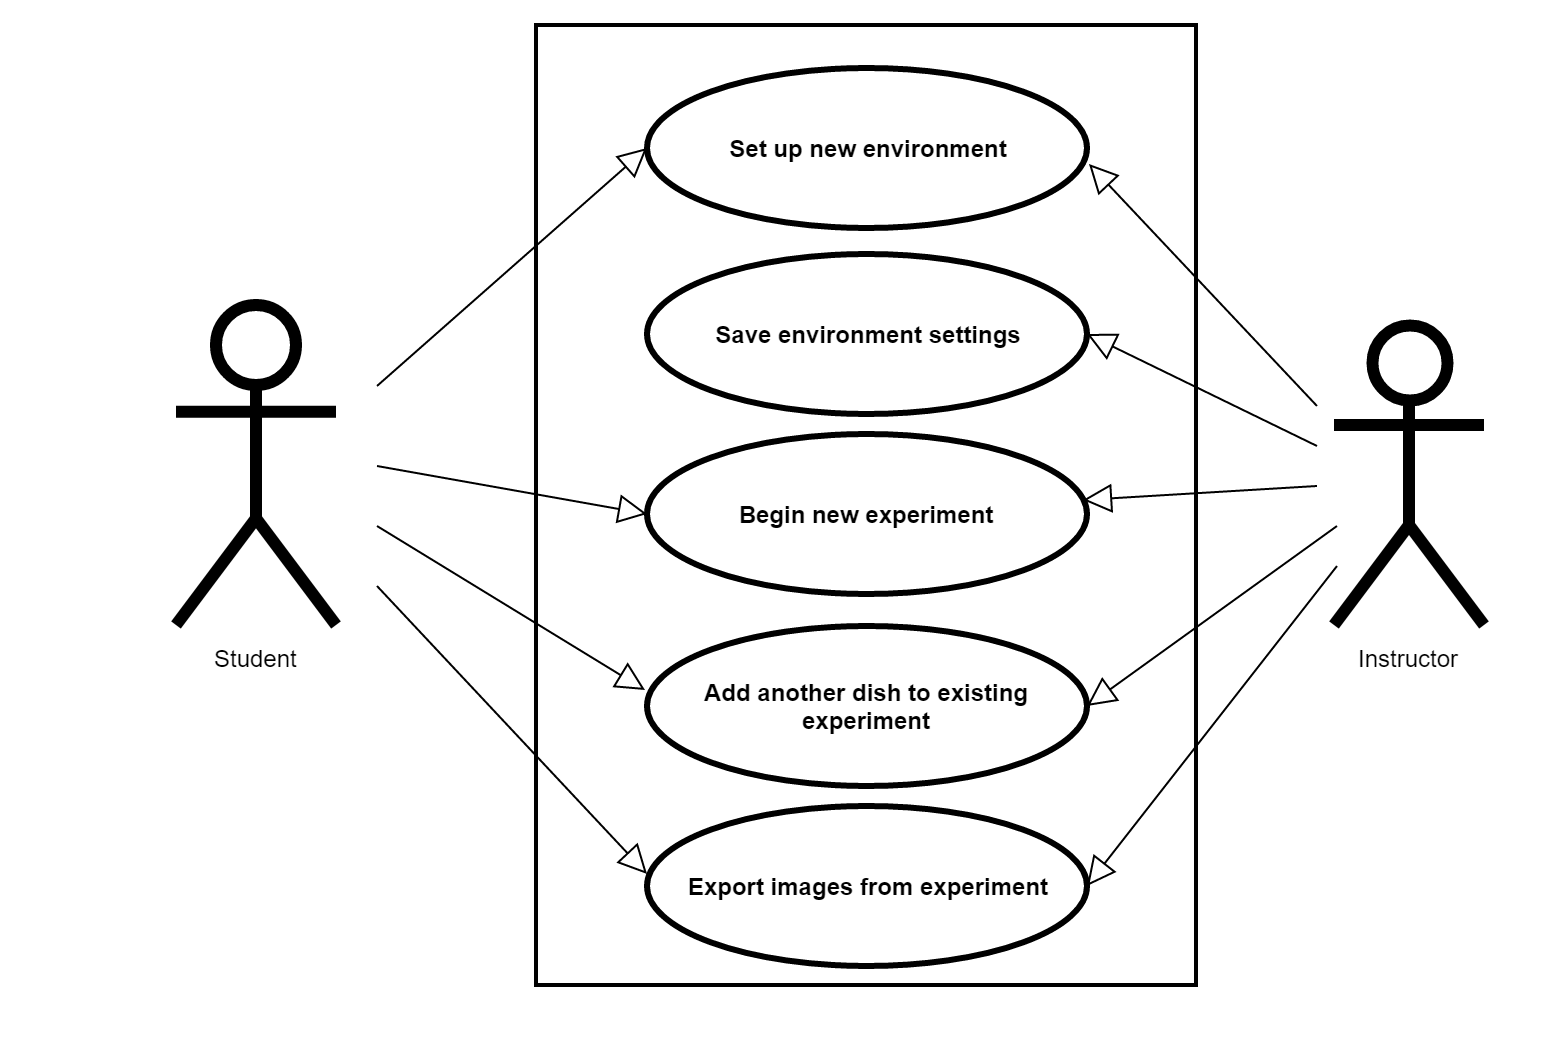 Set up new environment
Save environment settings
Begin new experiment
Add another dish to existing
experiment
Export images from experiment
Student
Instructor